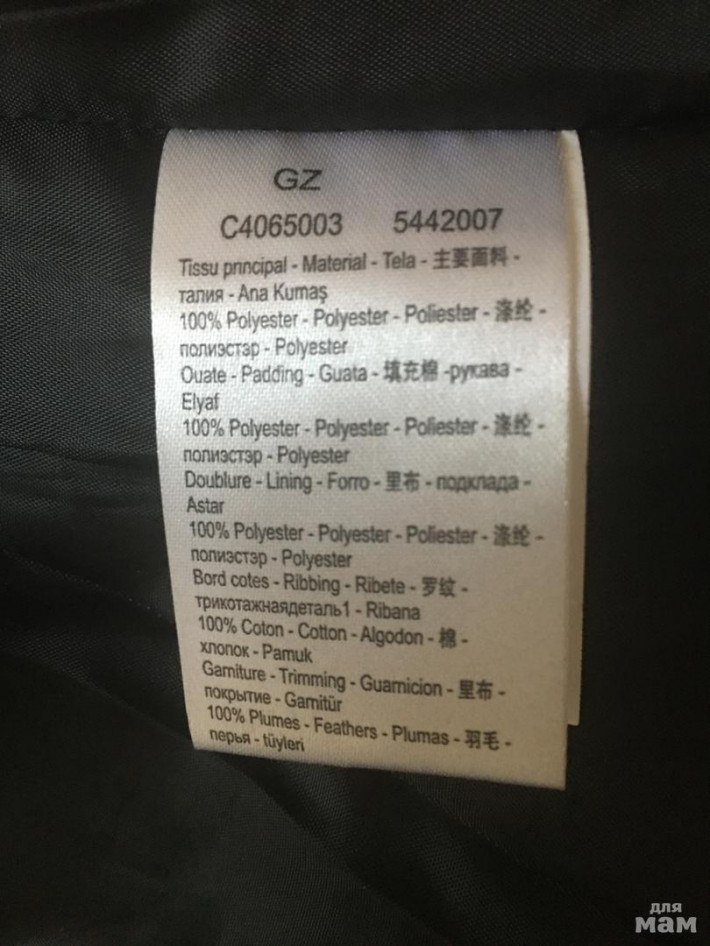 GZ
C4065003 5442007
Tissu principal - Material - Tela - 主要面料 -
талия - Ana Kumaş
100% Polyester - Polyester - Poliester - 涤纶 -
полиэстэр - Polyester
Ouate - Padding - Guata - 填充棉 -рукава -
Elyaf
100% Polyester - Polyester - Poliester - 涤纶 -
полиэстэр - Polyester
Doublure - Lining - Forro - 里布 - подклада -
Astar
100% Polyester - Polyester - Poliester - 涤纶 -
полиэстэр - Polyester
Bord cotes - Ribbing - Ribete - 罗纹 -
трикотажнаядеталь1 - Ribana
100% Coton - Cotton - Algodon - 棉 -
хлопок - Pamuk
Garniture - Trimming - Guarnicion - 里布 -
покрытие - Garnitür
100% Plumes - Feathers - Plumas - 羽毛 -
перья - tüyleri
для
мам